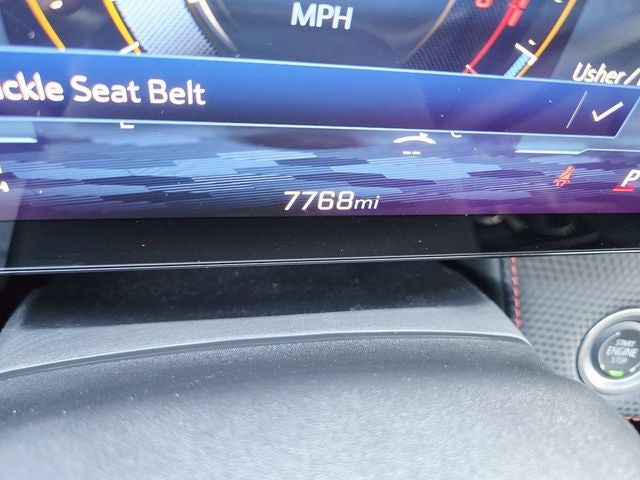 MPH
Usher /
ckle Seat Belt
E
C
--
7768mi
P
START
ENGINE
STOP